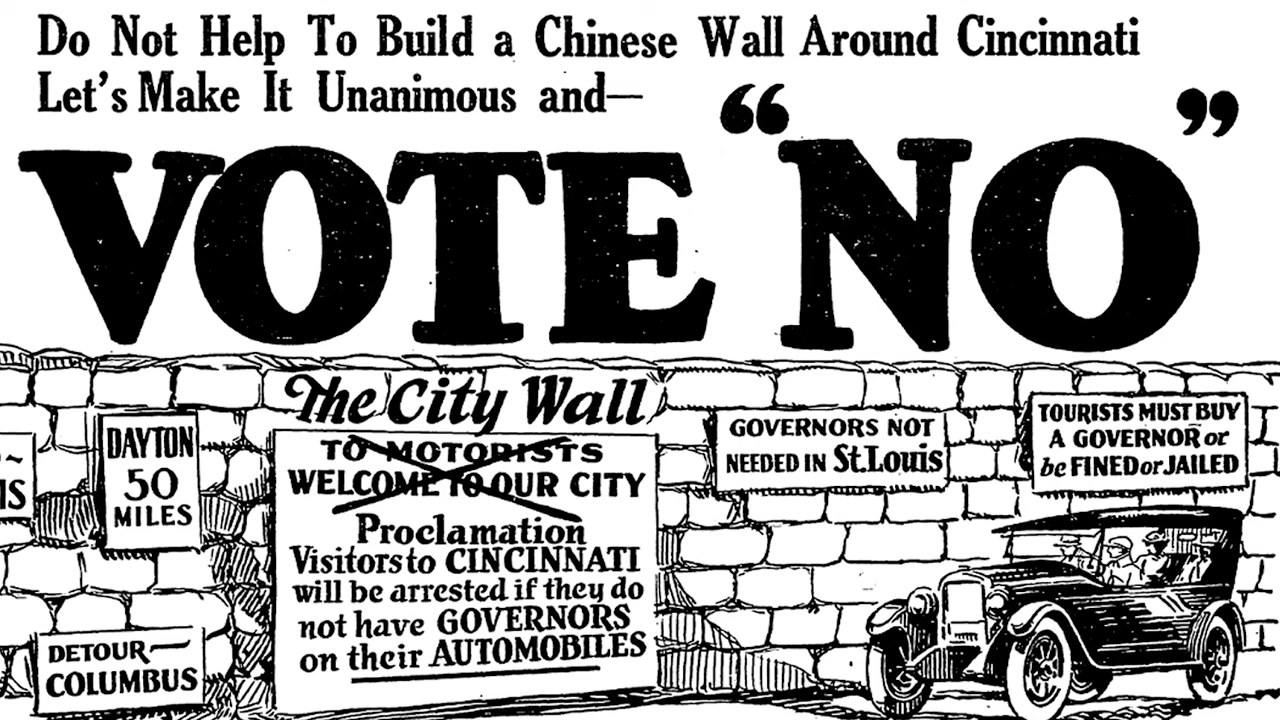 Do Not Help To Build a Chinese Wall Around Cincinnati
Let's Make It Unanimous and—
VOTE "NO"
The City Wall
DAYTON
50
MILES
DETOUR—
COLUMBUS
TO MOTORISTS
WELCOME TO OUR CITY
Proclamation
Visitors to CINCINNATI
will be arrested if they do
not have GOVERNORS
on their AUTOMOBILES
GOVERNORS NOT
NEEDED IN St. Louis
TOURISTS MUST BUY
A GOVERNOR or
be FINED or JAILED